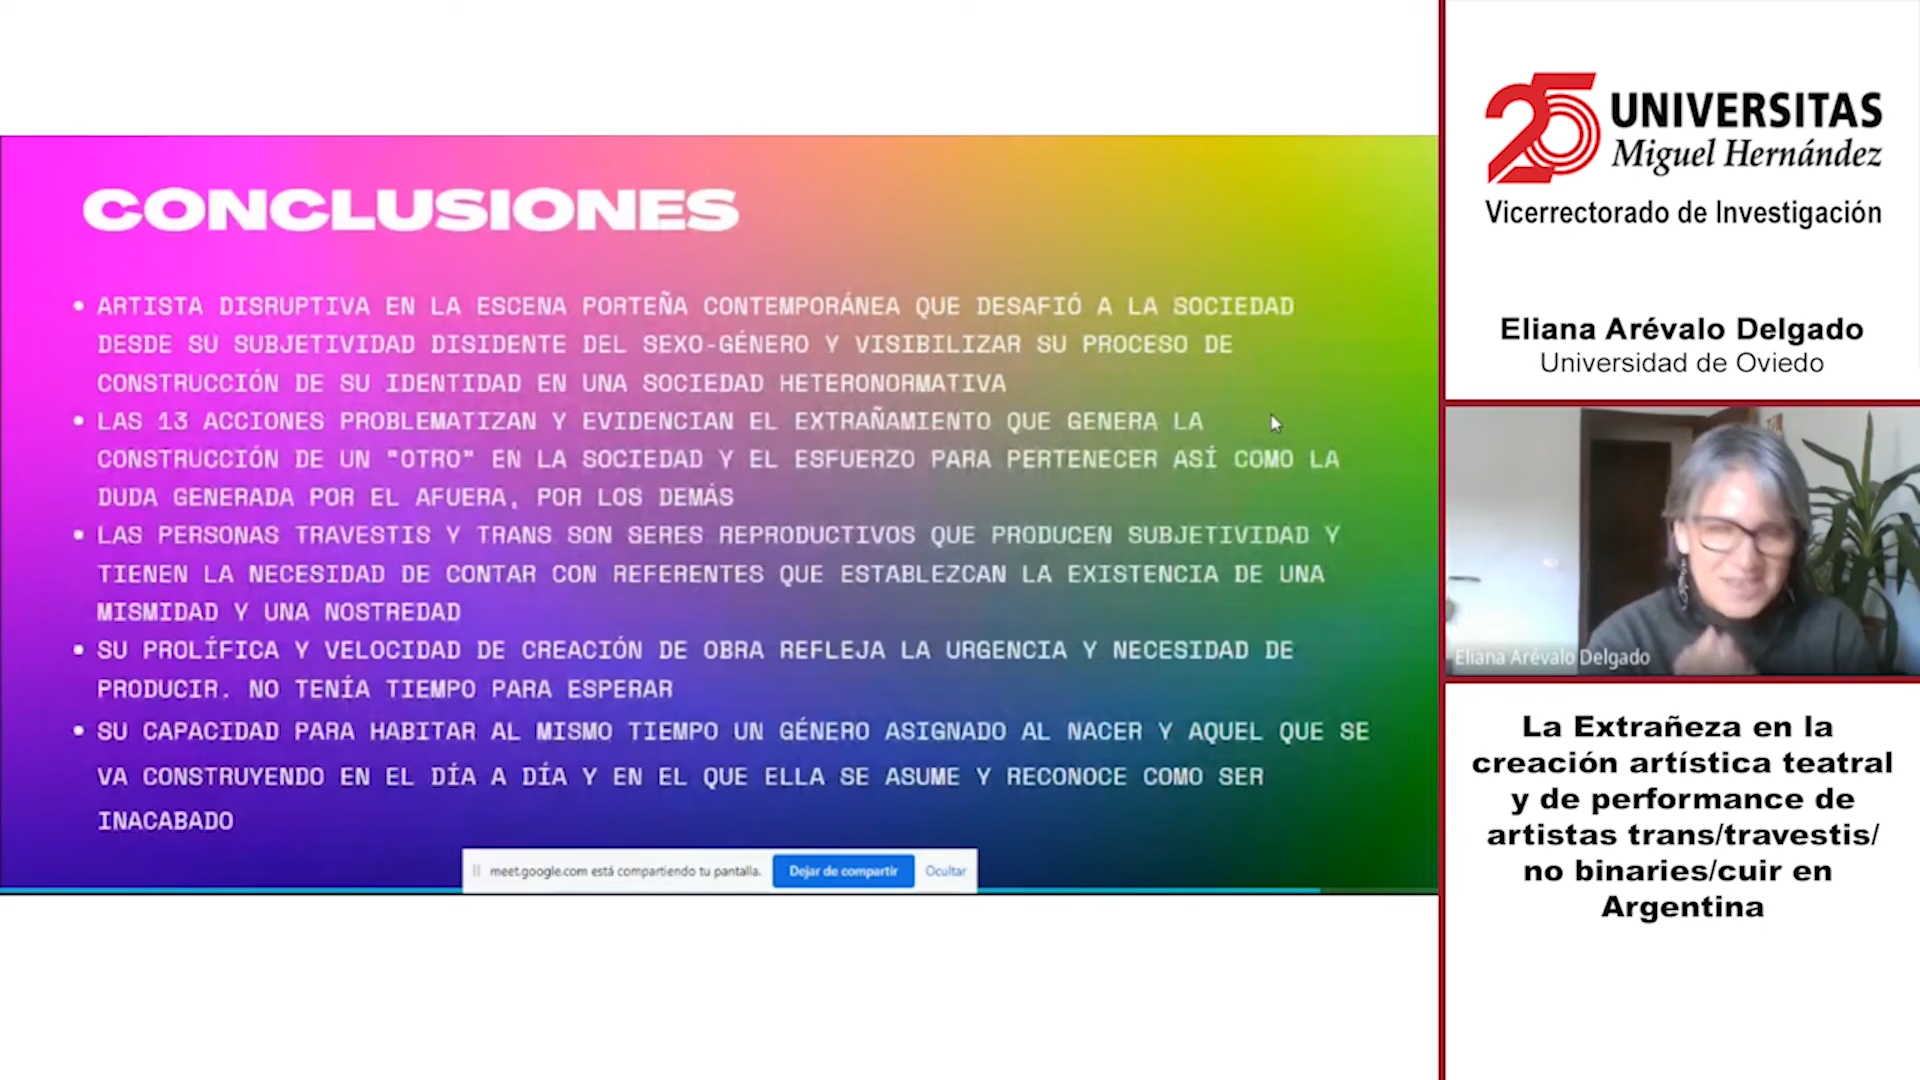 CONCLUSIONES
• ARTISTA DISRUPTIVA EN LA ESCENA PORTEÑA CONTEMPORÁNEA QUE DESAFIÓ A LA SOCIEDAD
DESDE SU SUBJETIVIDAD DISIDENTE DEL SEXO-GÉNERO Y VISIBILIZAR SU PROCESO DE
CONSTRUCCIÓN DE SU IDENTIDAD EN UNA SOCIEDAD HETERONORMATIVA
• LAS 13 ACCIONES PROBLEMATIZAN Y EVIDENCIAN EL EXTRAÑAMIENTO QUE GENERA LA
CONSTRUCCIÓN DE UN "OTRO" EN LA SOCIEDAD Y EL ESFUERZO PARA PERTENECER ASÍ COMO LA
DUDA GENERADA POR EL AFUERA, POR LOS DEMÁS
• LAS PERSONAS TRAVESTIS Y TRANS SON SERES REPRODUCTIVOS QUE PRODUCEN SUBJETIVIDAD Y
TIENEN LA NECESIDAD DE CONTAR CON REFERENTES QUE ESTABLEZCAN LA EXISTENCIA DE UNA
MISMIDAD Y UNA NOSTREDAD
• SU PROLÍFICA Y VELOCIDAD DE CREACIÓN DE OBRA REFLEJA LA URGENCIA Y NECESIDAD DE
PRODUCIR. NO TENÍA TIEMPO PARA ESPERAR
• SU CAPACIDAD PARA HABITAR AL MISMO TIEMPO UN GÉNERO ASIGNADO AL NACER Y AQUEL QUE SE
VA CONSTRUYENDO EN EL DÍA A DÍA Y EN EL QUE ELLA SE ASUME Y RECONOCE COMO SER
INACABADO
meet.google.com está compartiendo tu pantalla. Dejar de compartir Ocultar
25 UNIVERSITAS
Miguel Hernández
Vicerrectorado de Investigación
Eliana Arévalo Delgado
Universidad de Oviedo
Eliana Arévalo Delgado
La Extrañeza en la
creación artística teatral
y de performance de
artistas trans/travestis/
no binaries/cuir en
Argentina